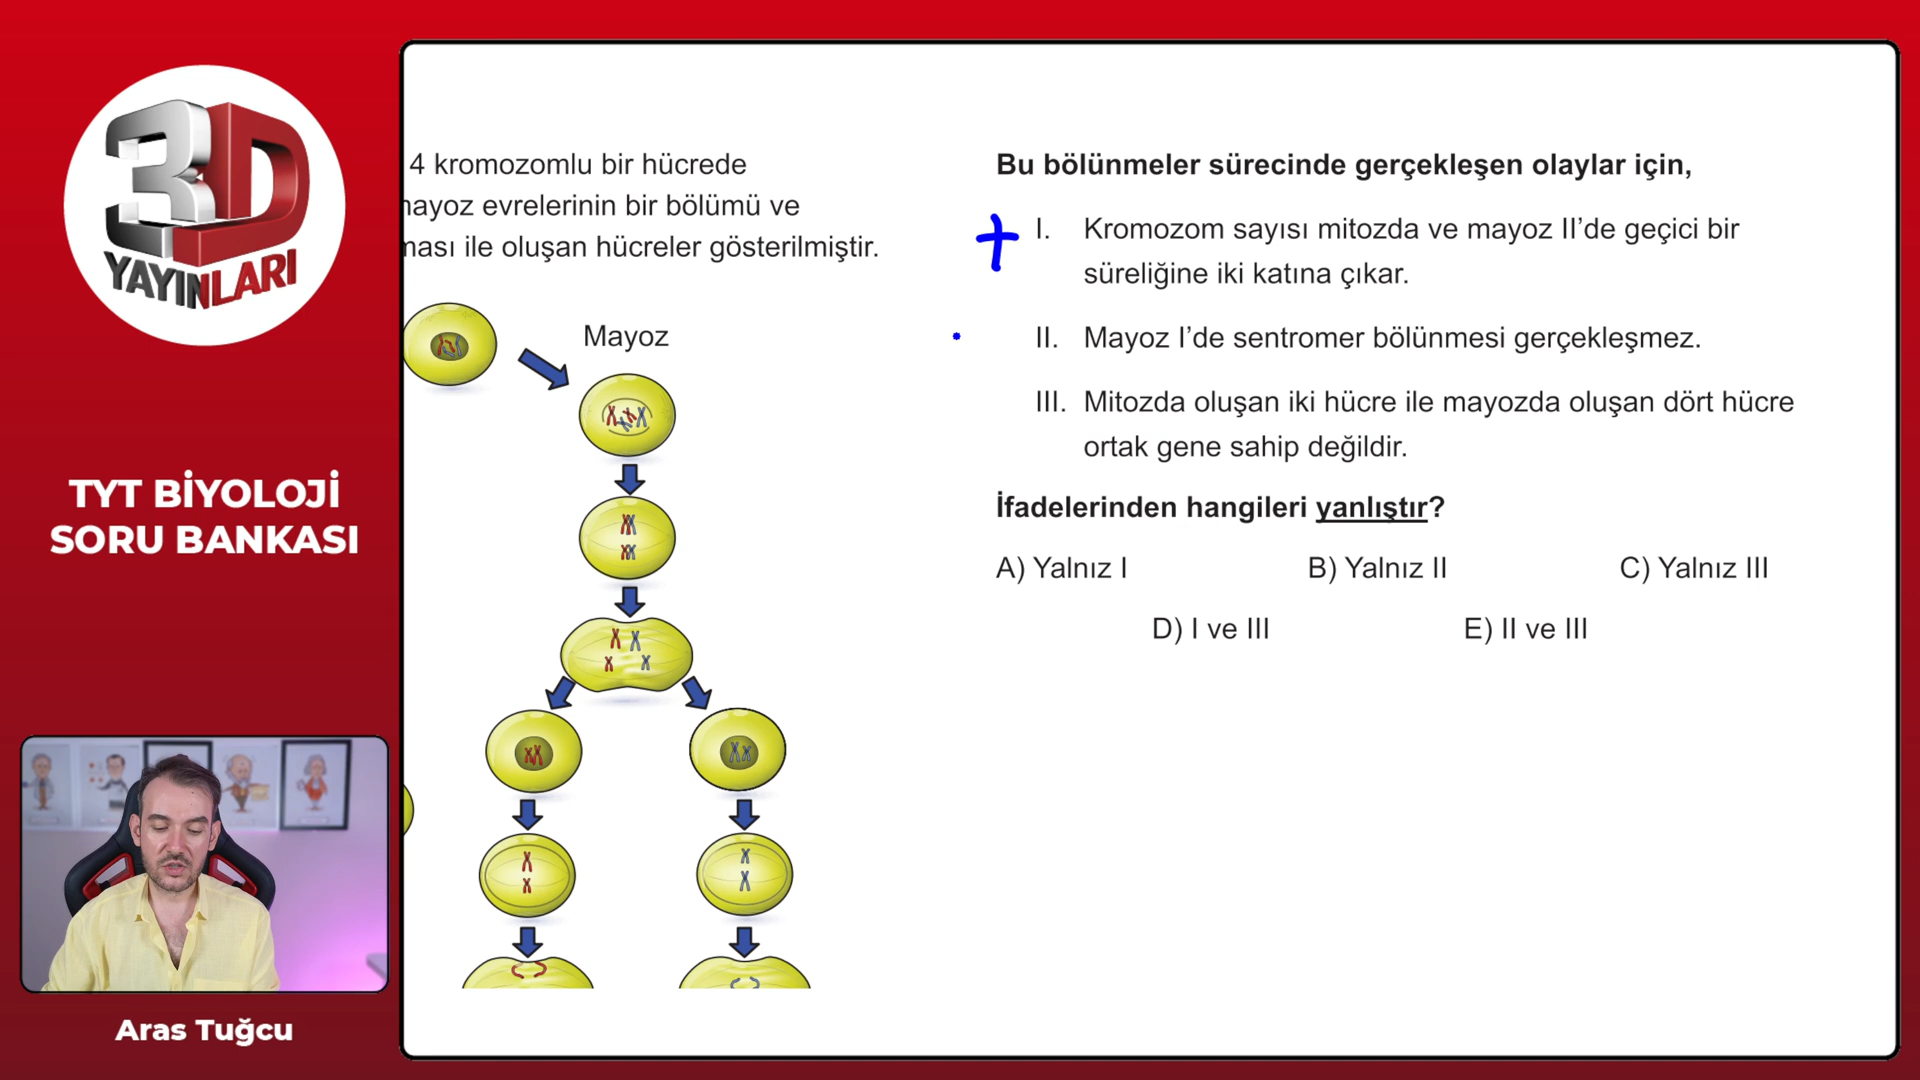 3D
YAYINLARI
TYT BİYOLOJİ
SORU BANKASI
Aras Tuğcu
4 kromozomlu bir hücrede
mayoz evrelerinin bir bölümü ve
ması ile oluşan hücreler gösterilmiştir.
Mayoz
Bu bölünmeler sürecinde gerçekleşen olaylar için,
+ I. Kromozom sayısı mitozda ve mayoz II’de geçici bir
süreliğine iki katına çıkar.
II. Mayoz I’de sentromer bölünmesi gerçekleşmez.
III. Mitozda oluşan iki hücre ile mayozda oluşan dört hücre
ortak gene sahip değildir.
İfadelerinden hangileri yanlıştır?
A) Yalnız I B) Yalnız II C) Yalnız III
D) I ve III E) II ve III